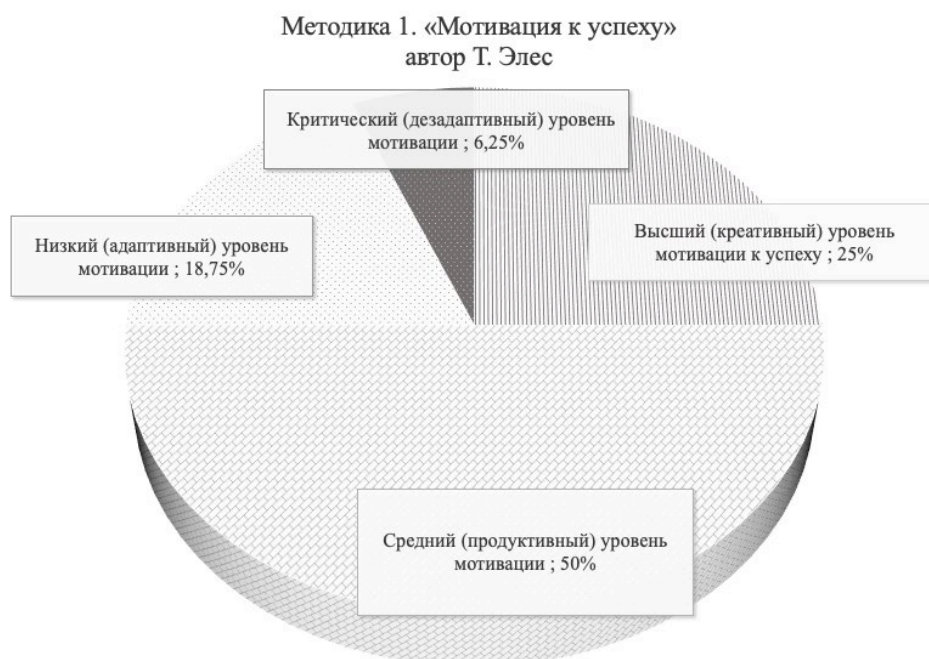 Методика 1. «Мотивация к успеху»
автор Т. Элес
Критический (дезадаптивный) уровень
мотивации ; 6,25%
Высший (креативный) уровень
мотивации к успеху ; 25%
Низкий (адаптивный) уровень
мотивации ; 18,75%
Средний (продуктивный) уровень
мотивации ; 50%